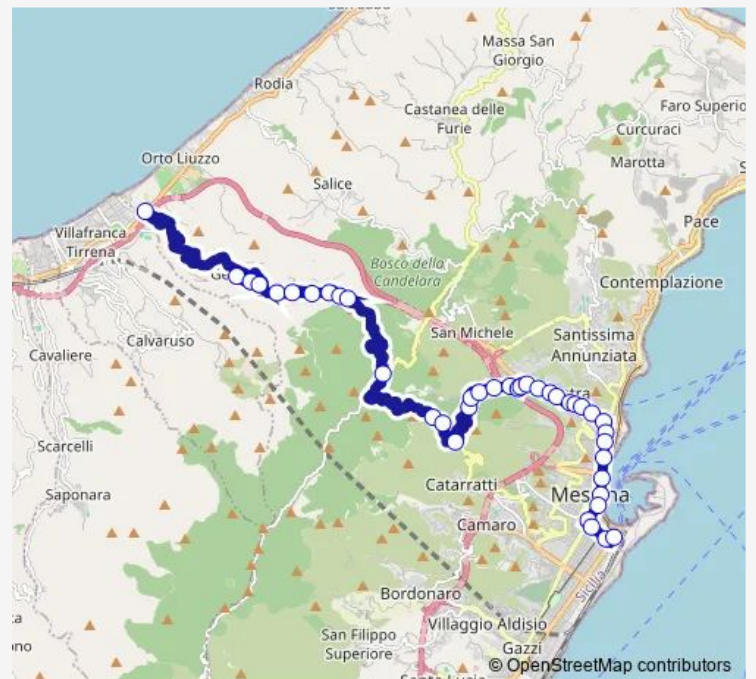 Massa San
Giorgio
Rodia
Castanea delle
Furie
Faro Superio
Curcuraci
Marotta
Orto Liuzzo
Salice
Pace
Villafranca
Tirrena
Bosco della
Candelara
Contemplazione
San Michele
Santissima
Annunziata
Calvaruso
Cavaliere
Scarcelli
Saponara
Catarratti
Camaro
Sicilia
Bordonaro
Villaggio Aldisio
San Filippo
Superiore
Gazzi
© OpenStreetMap contributors